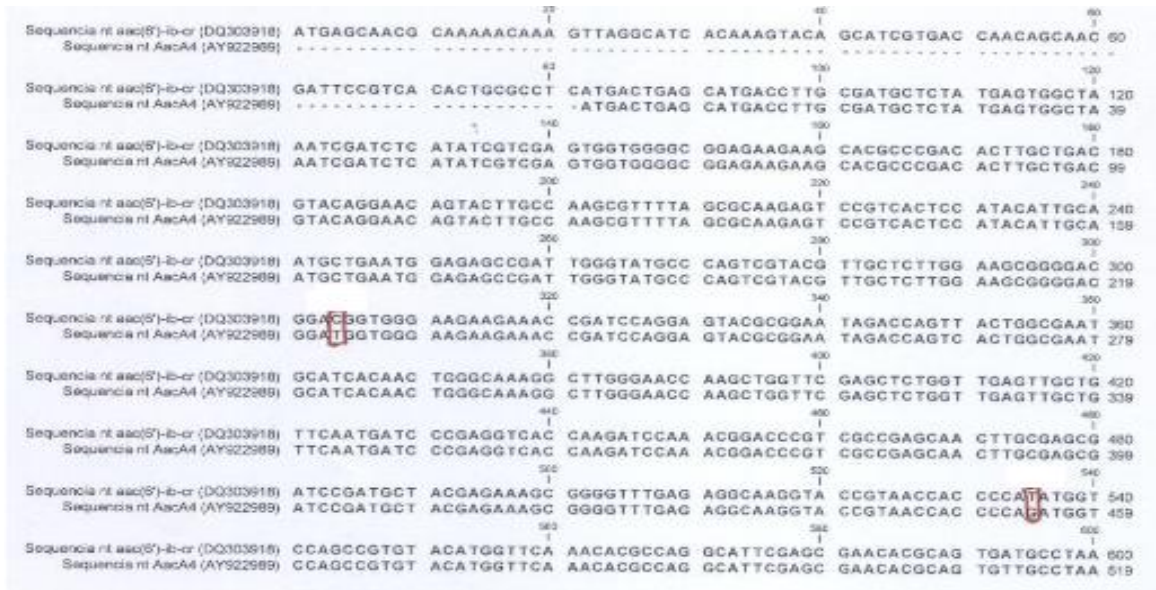 20 40 60
Sequencia nt aac(6')-ib-cr (DQ303918) ATGAGCAACG CAAAAACAAA GTTAGGCATC ACAAAGTACA GCATCGTGAC CAACAGCAAC 60
Sequencia nt AacA4 (AY922989) - - - - - - - - - - - - - - - - - - - - - - - - - - - - - - - - - - - - - - - - - - - - - - - - - - - - - - - - - - - -
100 120
Sequencia nt aac(6')-ib-cr (DQ303918) GATTCCGTCA CACTGCGCCT CATGACTGAG CATGACCTTG CGATGCTCTA TGAGTGGCTA 120
Sequencia nt AacA4 (AY922989) - - - - - - - - - - - - - - - - - - - - - ATGACTGAG CATGACCTTG CGATGCTCTA TGAGTGGCTA 39
140 160 180
Sequencia nt aac(6')-ib-cr (DQ303918) AATCGATCTC ATATCGTCGA GTGGTGGGGC GGAGAAGAAG CACGCCCGAC ACTTGCTGAC 180
Sequencia nt AacA4 (AY922989) AATCGATCTC ATATCGTCGA GTGGTGGGGC GGAGAAGAAG CACGCCCGAC ACTTGCTGAC 99
200 220 240
Sequencia nt aac(6')-ib-cr (DQ303918) GTACAGGAAC AGTACTTGCC AAGCGTTTTA GCGCAAGAGT CCGTCACTCC ATACATTGCA 240
Sequencia nt AacA4 (AY922989) GTACAGGAAC AGTACTTGCC AAGCGTTTTA GCGCAAGAGT CCGTCACTCC ATACATTGCA 159
260 280 300
Sequencia nt aac(6')-ib-cr (DQ303918) ATGCTGAATG GAGAGCCGAT TGGGTATGCC CAGTCGTACG TTGCTCTTGG AAGCGGGGAC 300
Sequencia nt AacA4 (AY922989) ATGCTGAATG GAGAGCCGAT TGGGTATGCC CAGTCGTACG TTGCTCTTGG AAGCGGGGAC 219
320 340 360
Sequencia nt aac(6')-ib-cr (DQ303918) GGACGGTGGG AAGAAGAAAC CGATCCAGGA GTACGCGGAA TAGACCAGTT ACTGGCGAAT 360
Sequencia nt AacA4 (AY922989) GGATGGTGGG AAGAAGAAAC CGATCCAGGA GTACGCGGAA TAGACCAGTC ACTGGCGAAT 279
380 400 420
Sequencia nt aac(6')-ib-cr (DQ303918) GCATCACAAC TGGGCAAAGG CTTGGGAACC AAGCTGGTTC GAGCTCTGGT TGAGTTGCTG 420
Sequencia nt AacA4 (AY922989) GCATCACAAC TGGGCAAAGG CTTGGGAACC AAGCTGGTTC GAGCTCTGGT TGAGTTGCTG 339
440 460 480
Sequencia nt aac(6')-ib-cr (DQ303918) TTCAATGATC CCGAGGTCAC CAAGATCCAA ACGGACCCGT CGCCGAGCAA CTTGCGAGCG 480
Sequencia nt AacA4 (AY922989) TTCAATGATC CCGAGGTCAC CAAGATCCAA ACGGACCCGT CGCCGAGCAA CTTGCGAGCG 399
500 520 540
Sequencia nt aac(6')-ib-cr (DQ303918) ATCCGATGCT ACGAGAAAGC GGGGTTTGAG AGGCAAGGTA CCGTAACCAC CCCATATGGT 540
Sequencia nt AacA4 (AY922989) ATCCGATGCT ACGAGAAAGC GGGGTTTGAG AGGCAAGGTA CCGTAACCAC CCCAGATGGT 459
560 580 600
Sequencia nt aac(6')-ib-cr (DQ303918) CCAGCCGTGT ACATGGTTCA AACACGCCAG GCATTCGAGC GAACACGCAG TGATGCCTAA 600
Sequencia nt AacA4 (AY922989) CCAGCCGTGT ACATGGTTCA AACACGCCAG GCATTCGAGC GAACACGCAG TGTTGCCTAA 519